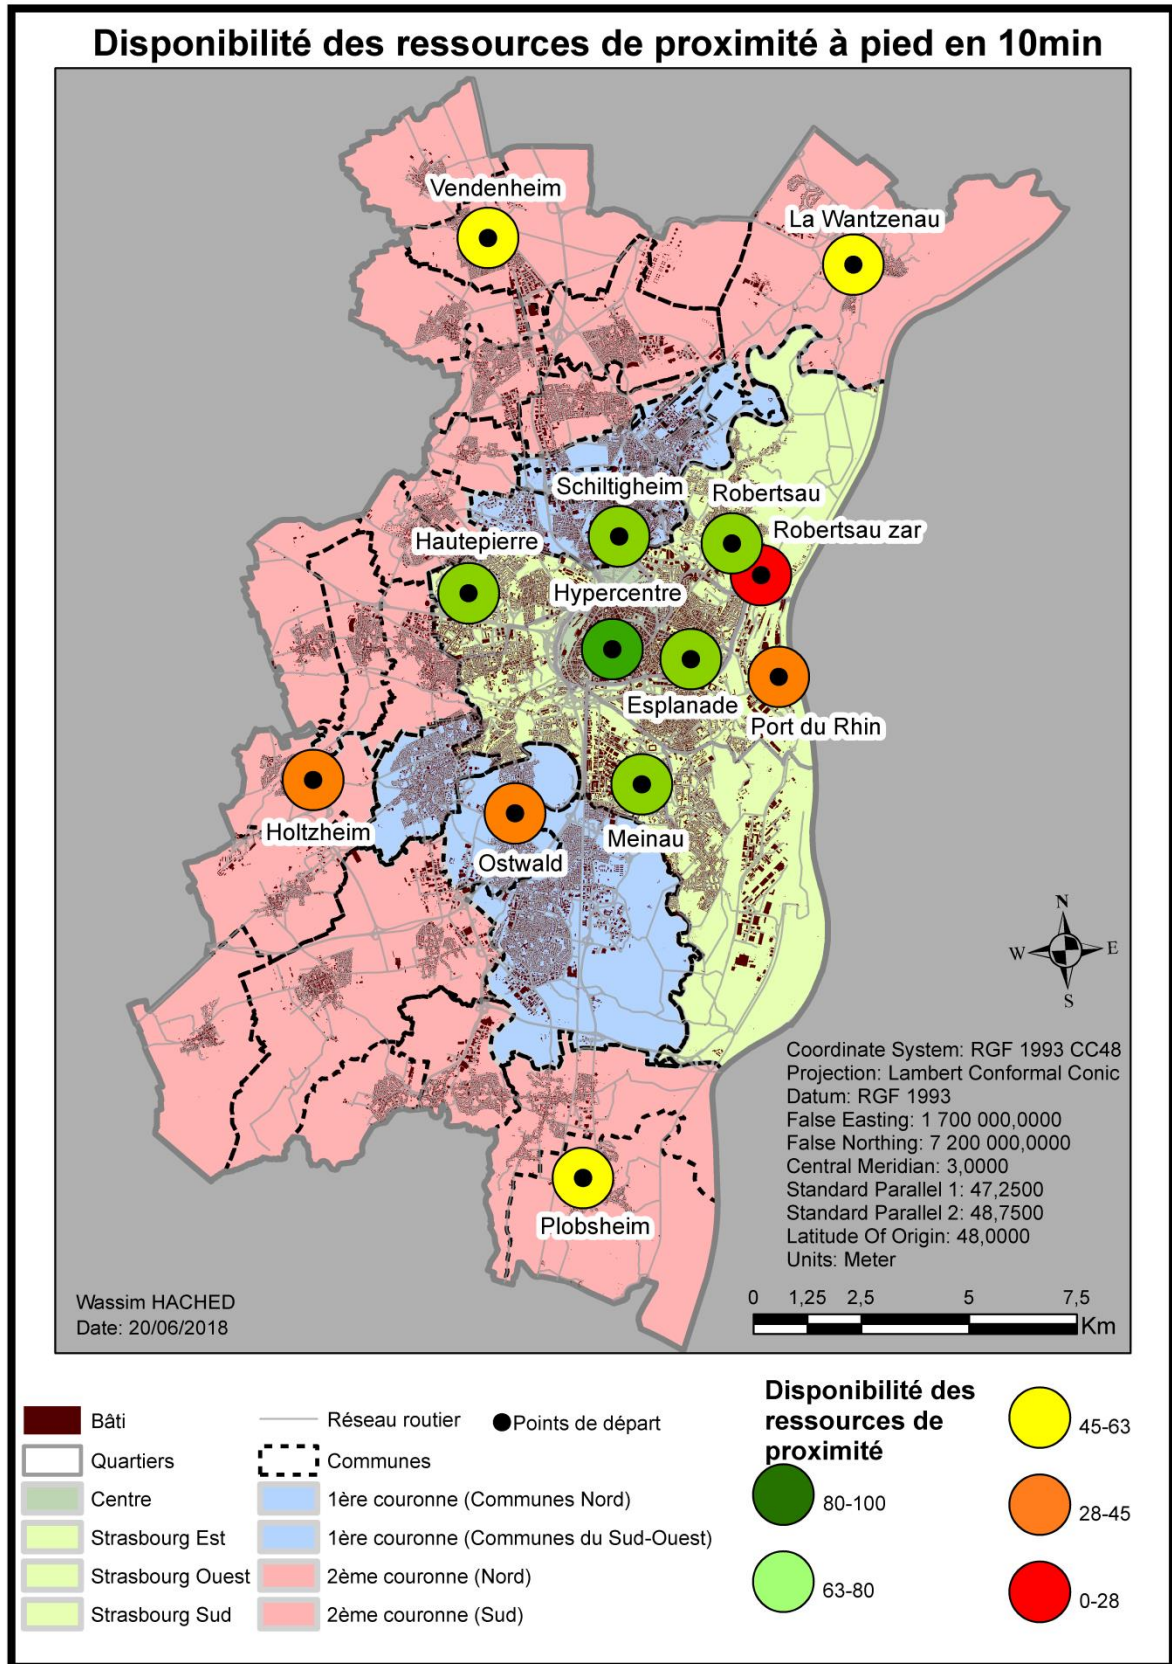 Disponibilité des ressources de proximité à pied en 10min
Vendenheim
La Wantzenau
Schiltigheim
Robertsau
Hautepierre
Robertsau zar
Hypercentre
Esplanade
Port du Rhin
Holtzheim
Ostwald
Meinau
N
W
E
S
Coordinate System: RGF 1993 CC48
Projection: Lambert Conformal Conic
Datum: RGF 1993
False Easting: 1 700 000,0000
False Northing: 7 200 000,0000
Central Meridian: 3,0000
Standard Parallel 1: 47,2500
Standard Parallel 2: 48,7500
Latitude Of Origin: 48,0000
Units: Meter
Plobsheim
Wassim HACHED
Date: 20/06/2018
0 1,25 2,5 5 7,5
Km
Bâti
Quartiers
Centre
Strasbourg Est
Strasbourg Ouest
Strasbourg Sud
Réseau routier
Points de départ
Communes
1ère couronne (Communes Nord)
1ère couronne (Communes du Sud-Ouest)
2ème couronne (Nord)
2ème couronne (Sud)
Disponibilité des
ressources de
proximité
80-100
63-80
45-63
28-45
0-28